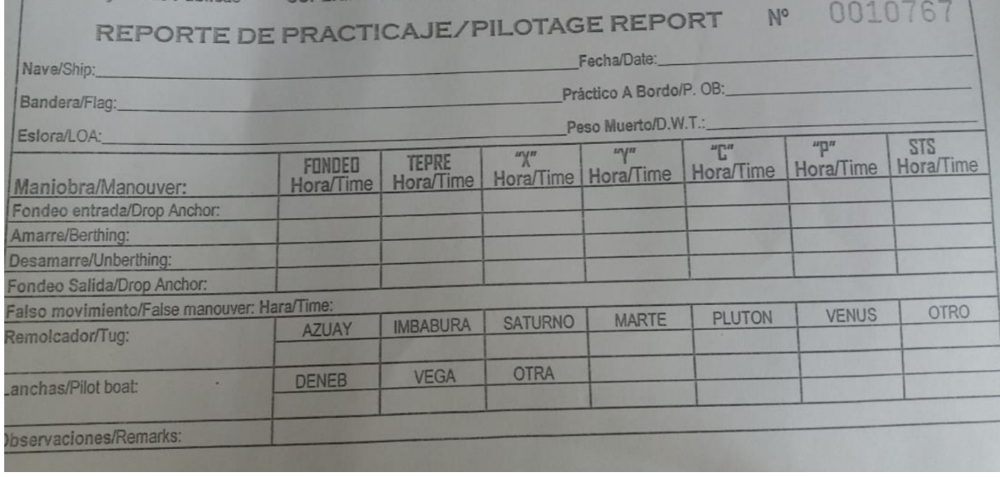 REPORTE DE PRACTICAJE/PILOTAGE REPORT Nº 0010767
Nave/Ship: Fecha/Date:
Bandera/Flag: Práctico A Bordo/P. OB:
Eslora/LOA: Peso Muerto/D.W.T.:
FONDEO TEPRE "X" "Y" "C" "P" STS
Maniobra/Manouver: Hora/Time Hora/Time Hora/Time Hora/Time Hora/Time Hora/Time Hora/Time
Fondeo entrada/Drop Anchor:
Amarre/Berthing:
Desamarre/Unberthing:
Fondeo Salida/Drop Anchor:
Falso movimiento/False manouver: Hara/Time:
Remolcador/Tug: AZUAY IMBABURA SATURNO MARTE PLUTON VENUS OTRO
Lanchas/Pilot boat: DENEB VEGA OTRA
Observaciones/Remarks: